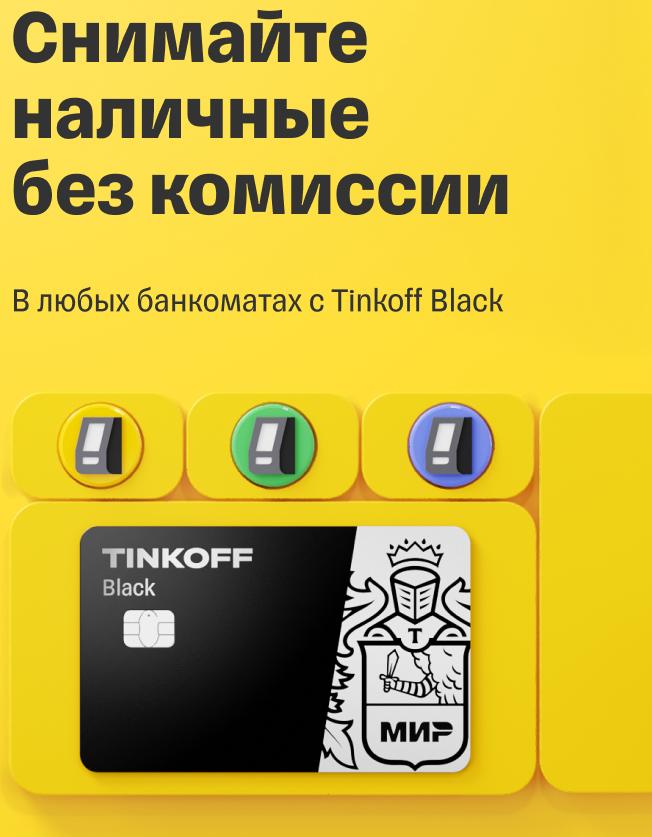 Снимайте
наличные
без комиссии
В любых банкоматах с Tinkoff Black
TINKOFF
Black
Т
МИР